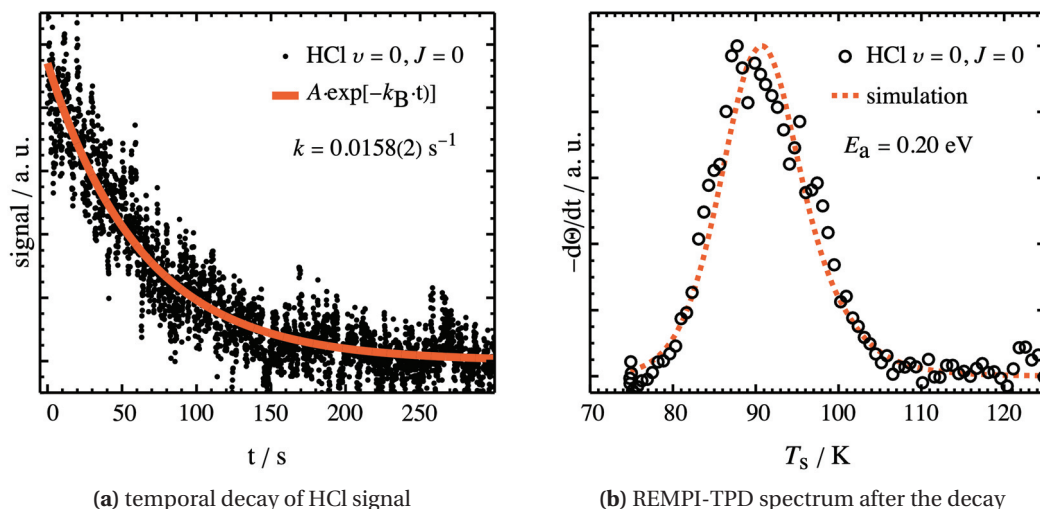 HCl υ = 0, J = 0
A·exp[−kB·t)]
k = 0.0158(2) s⁻¹
signal / a. u.
0 50 100 150 200 250
t / s
(a) temporal decay of HCl signal
HCl υ = 0, J = 0
simulation
Ea = 0.20 eV
−dΘ/dt / a. u.
70 80 90 100 110 120
Ts / K
(b) REMPI-TPD spectrum after the decay